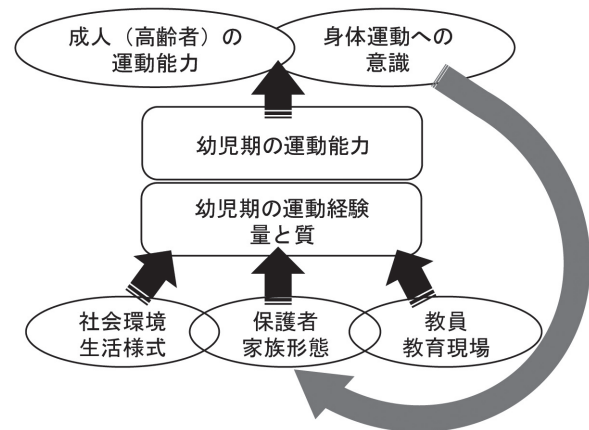 成人（高齢者）の
運動能力
身体運動への
意識
幼児期の運動能力
幼児期の運動経験
量と質
社会環境
生活様式
保護者
家族形態
教員
教育現場